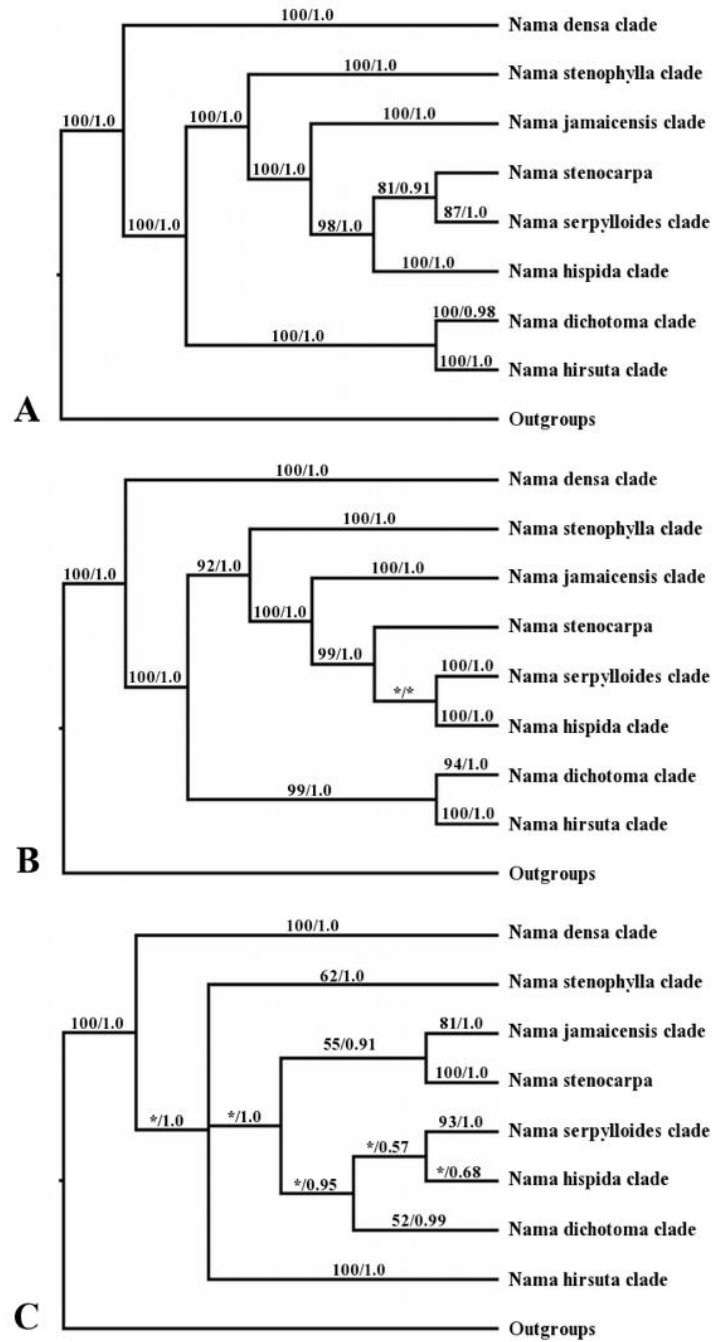 100/1.0
Nama densa clade
100/1.0
Nama stenophylla clade
100/1.0 100/1.0 100/1.0
Nama jamaicensis clade
100/1.0 81/0.91
Nama stenocarpa
100/1.0 98/1.0 87/1.0
Nama serpylloides clade
100/1.0
Nama hispida clade
100/0.98
Nama dichotoma clade
100/1.0 100/1.0
Nama hirsuta clade
A
Outgroups
100/1.0
Nama densa clade
100/1.0
Nama stenophylla clade
100/1.0 92/1.0 100/1.0
Nama jamaicensis clade
100/1.0
Nama stenocarpa
100/1.0 99/1.0 */* 100/1.0
Nama serpylloides clade
100/1.0
Nama hispida clade
94/1.0
Nama dichotoma clade
99/1.0 100/1.0
Nama hirsuta clade
B
Outgroups
100/1.0
Nama densa clade
62/1.0
Nama stenophylla clade
100/1.0 55/0.91 81/1.0
Nama jamaicensis clade
100/1.0
Nama stenocarpa
*/1.0 */1.0 93/1.0
Nama serpylloides clade
*/0.95 */0.57 */0.68
Nama hispida clade
52/0.99
Nama dichotoma clade
100/1.0
Nama hirsuta clade
C
Outgroups